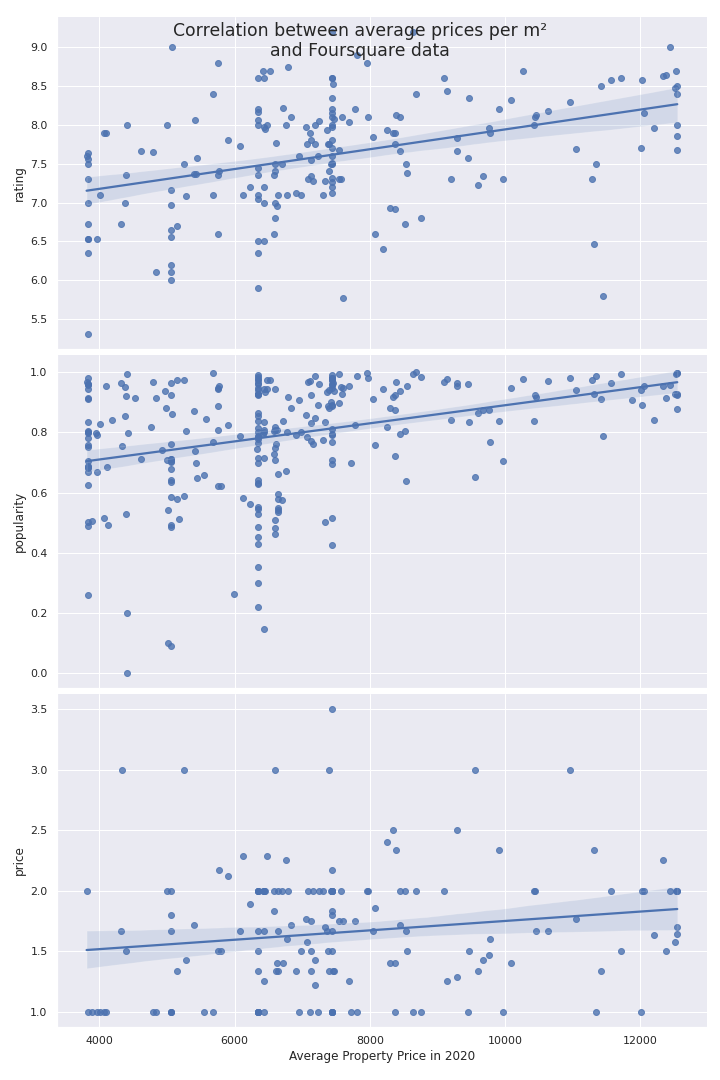 Correlation between average prices per m²
and Foursquare data
9.0
8.5
8.0
7.5
7.0
6.5
6.0
5.5
rating
1.0
0.8
0.6
0.4
0.2
0.0
popularity
3.5
3.0
2.5
2.0
1.5
1.0
price
4000 6000 8000 10000 12000
Average Property Price in 2020